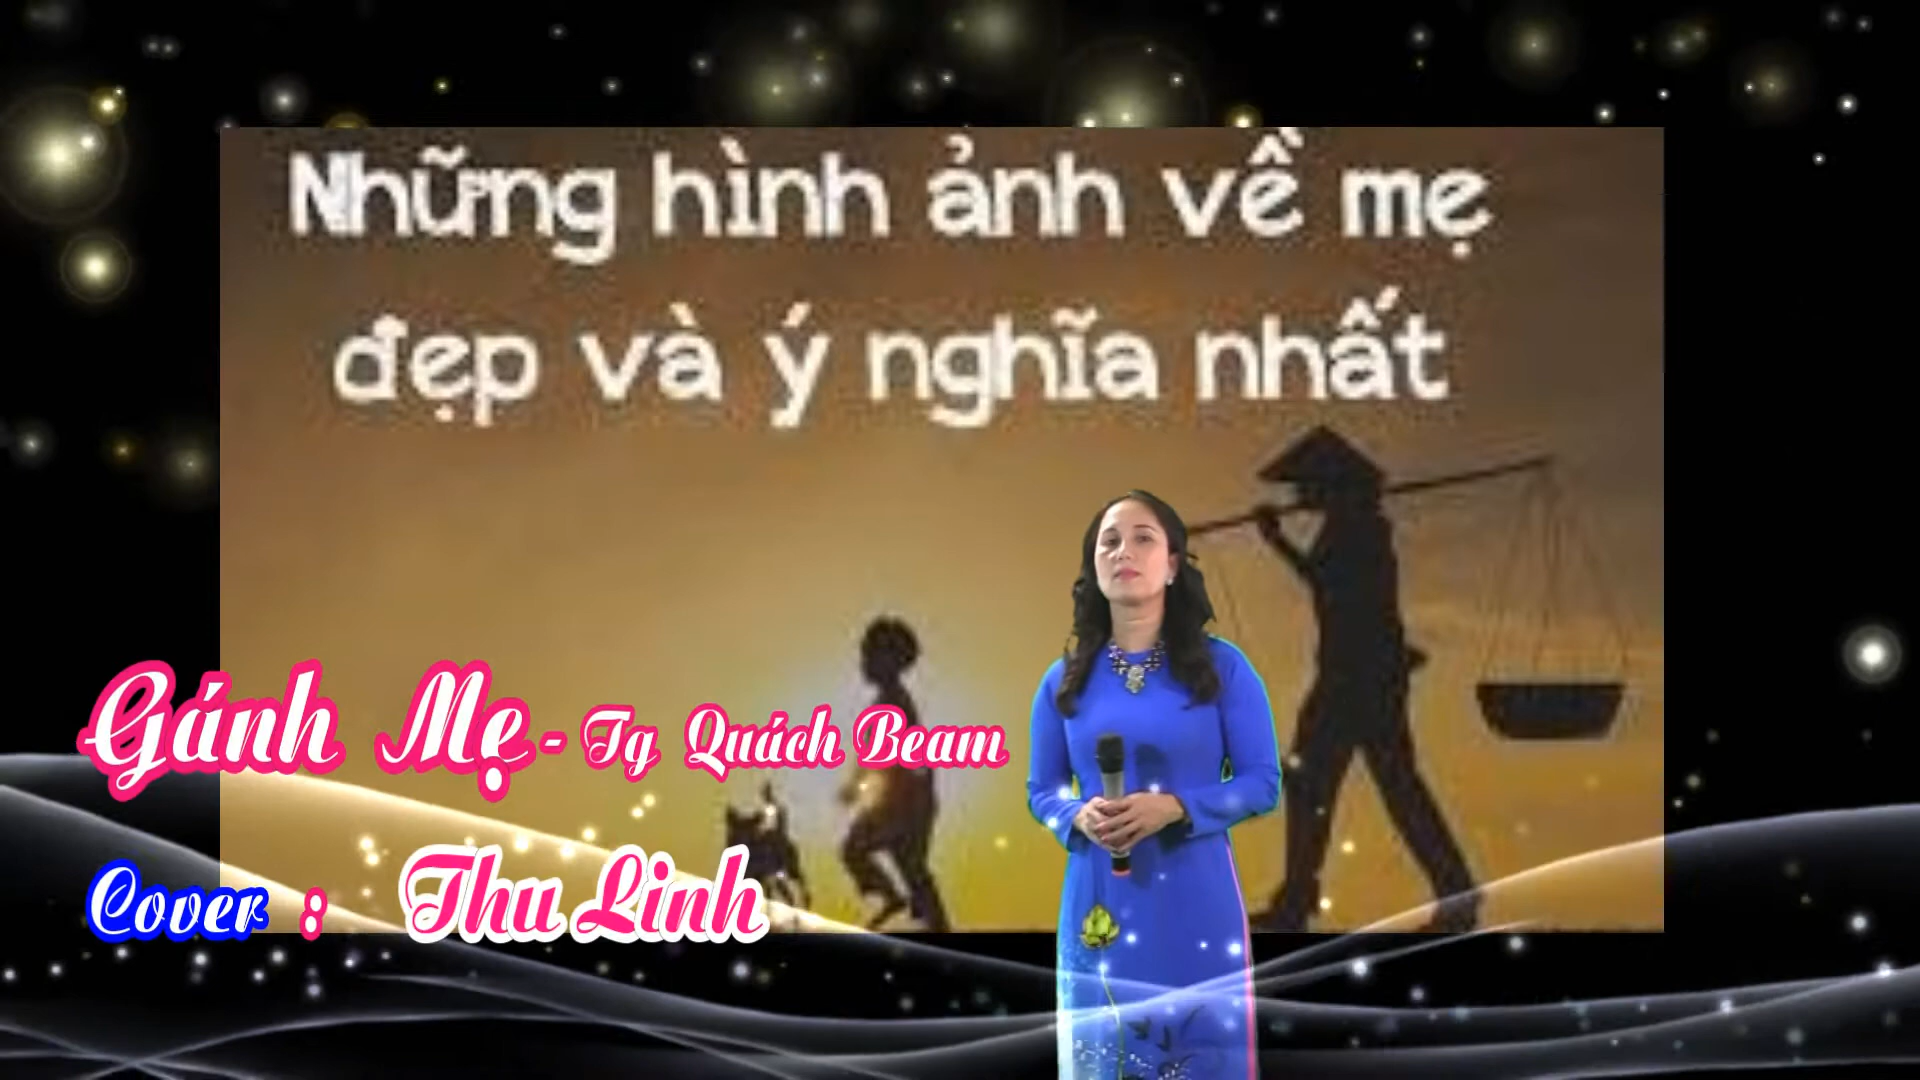 Những hình ảnh về mẹ
đẹp và ý nghĩa nhất
Gánh Mẹ - Tg Quách Beam
Cover : Thu Linh